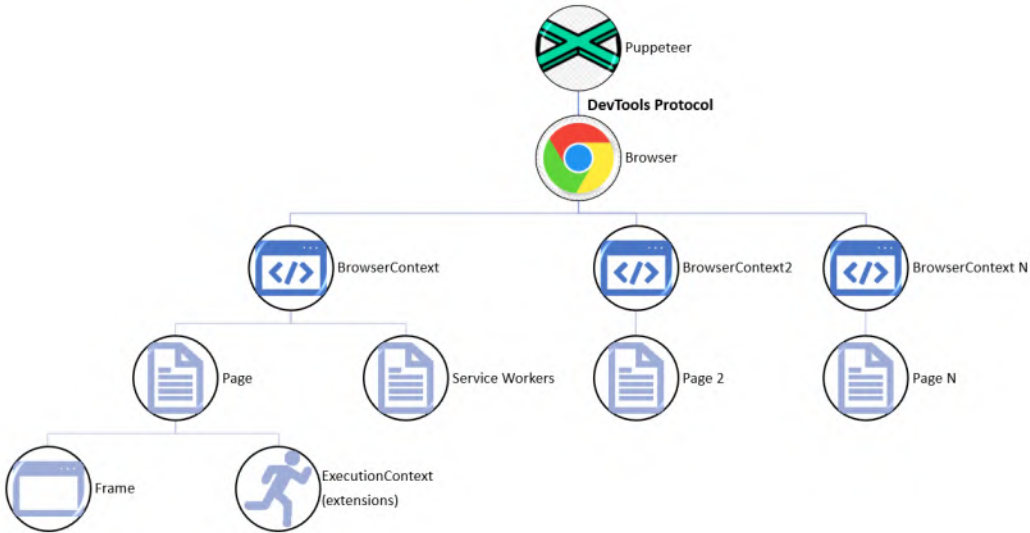 Puppeteer
DevTools Protocol
Browser
BrowserContext
BrowserContext2
BrowserContext N
Page
Service Workers
Page 2
Page N
Frame
ExecutionContext
(extensions)